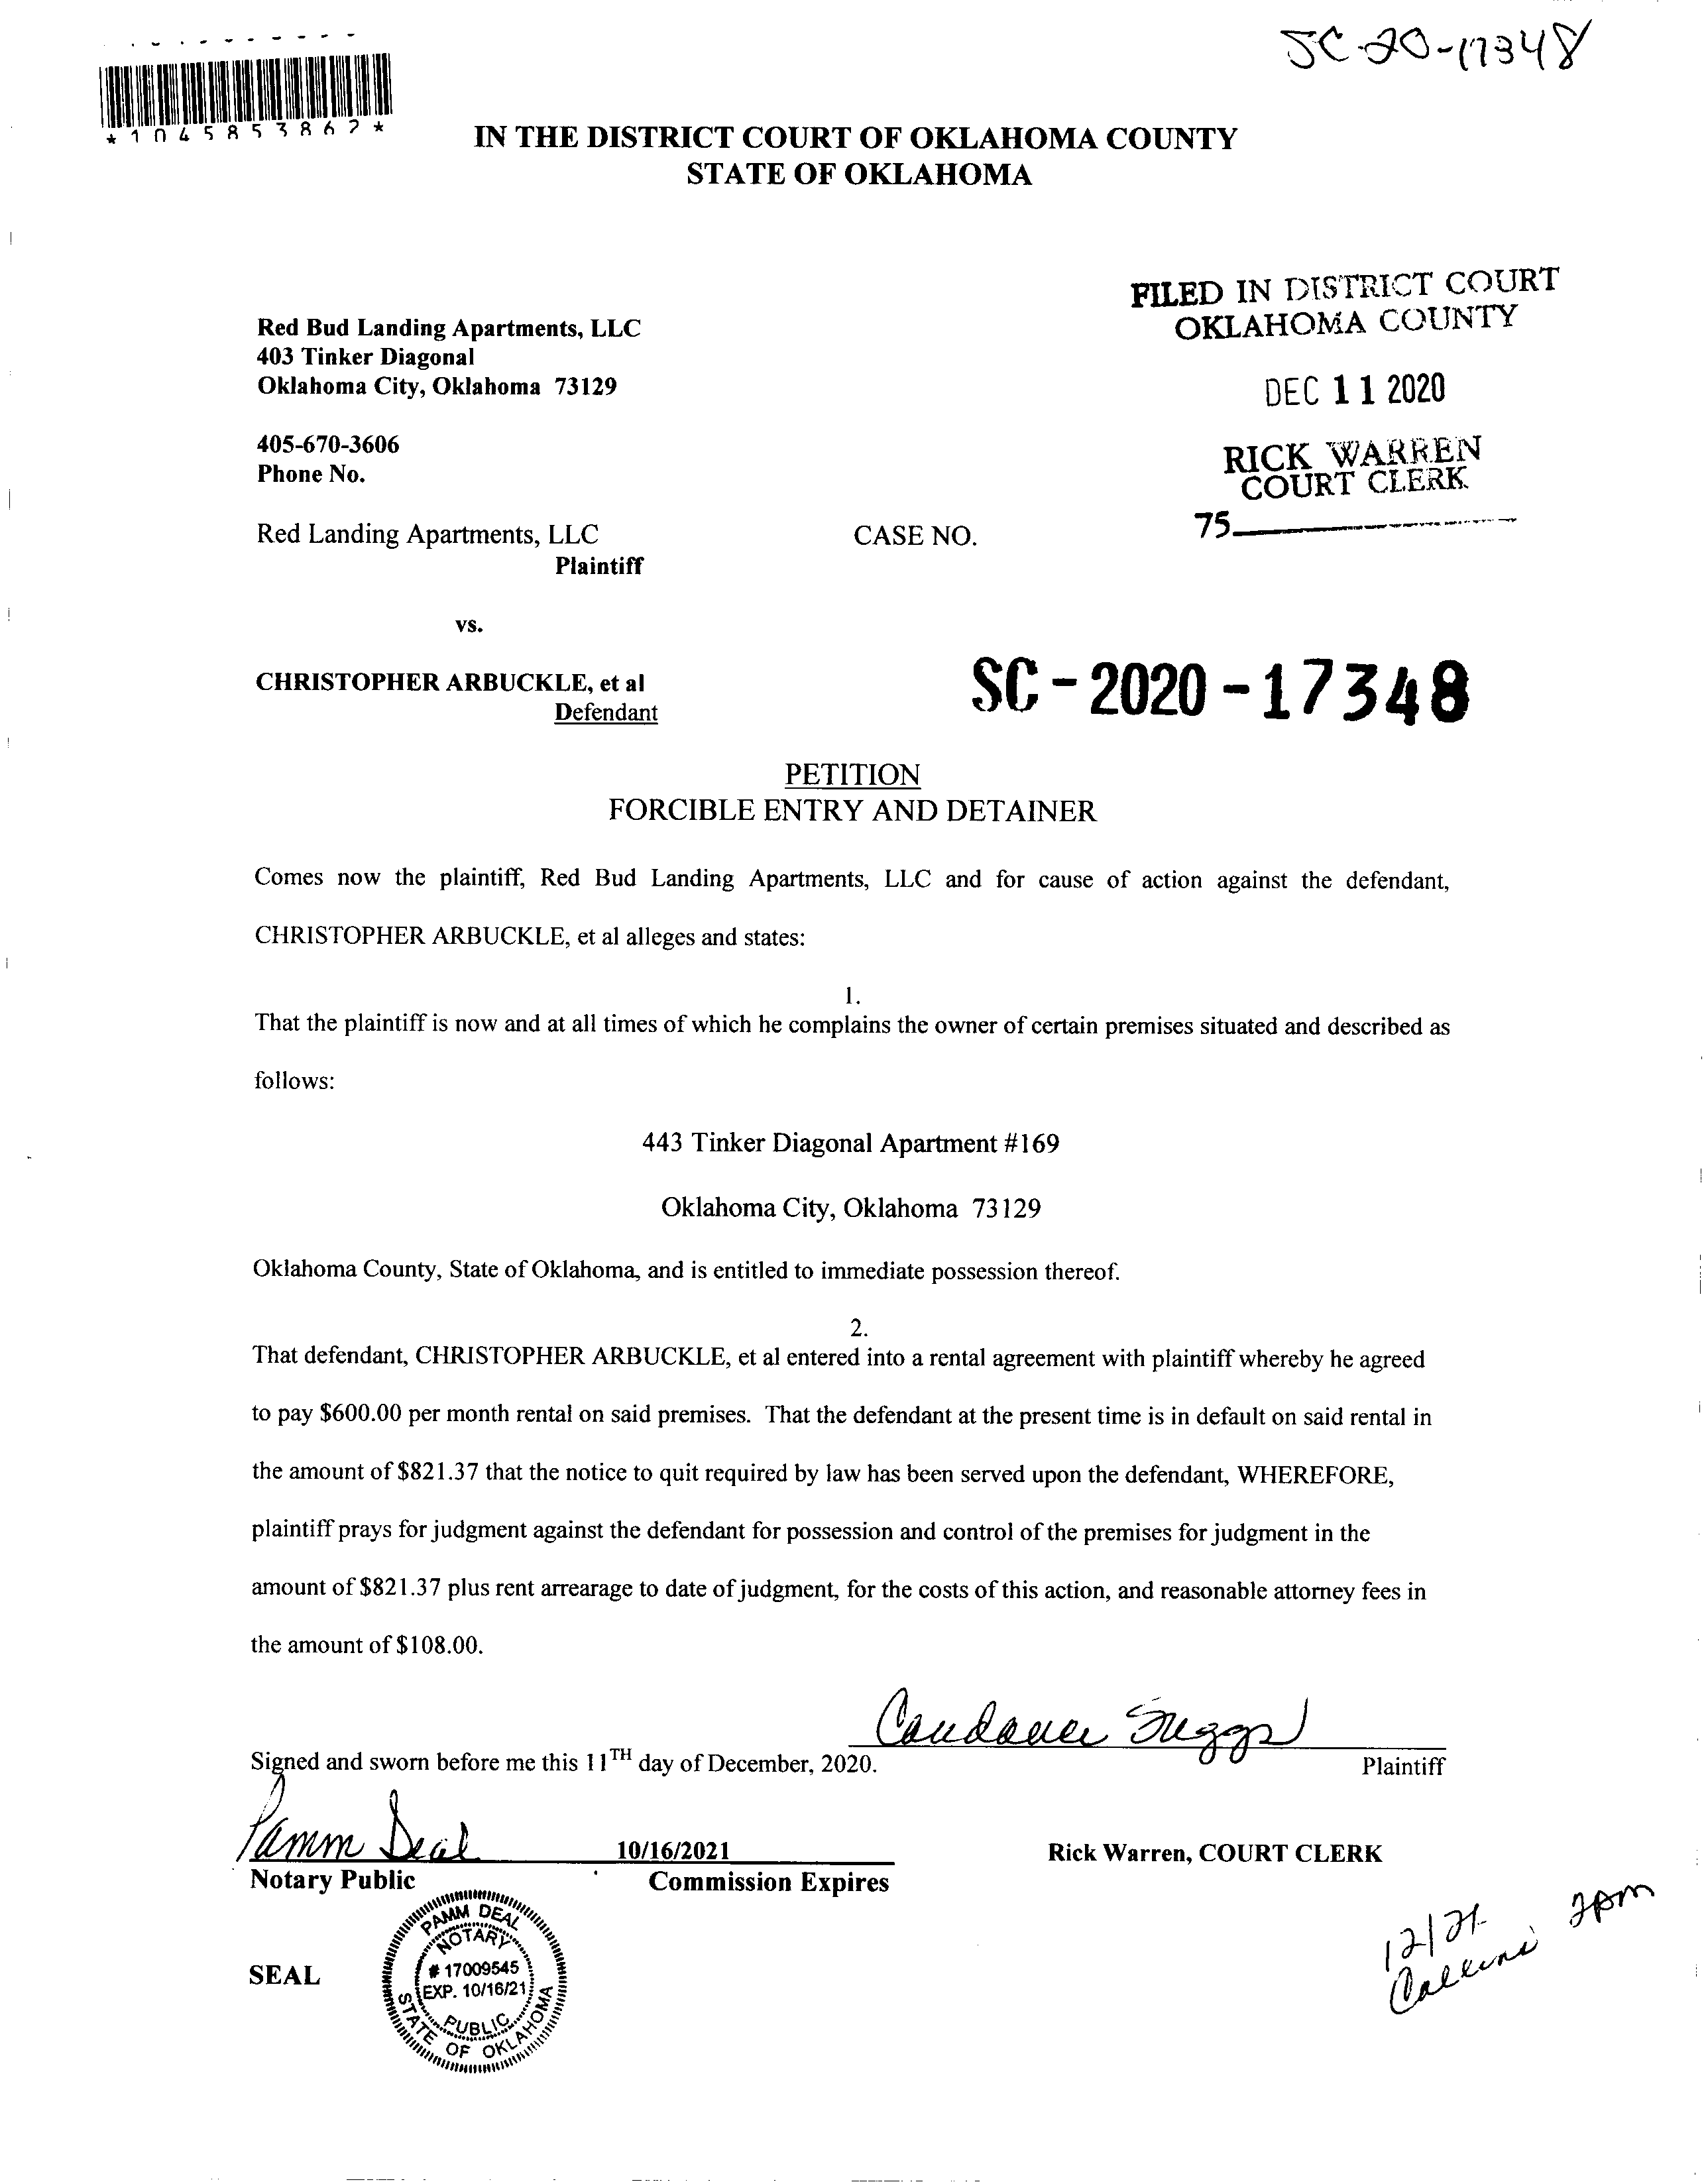 SC-20-17348
*1045853862*
IN THE DISTRICT COURT OF OKLAHOMA COUNTY
STATE OF OKLAHOMA
FILED IN DISTRICT COURT
OKLAHOMA COUNTY
Red Bud Landing Apartments, LLC
403 Tinker Diagonal
Oklahoma City, Oklahoma 73129
DEC 11 2020
405-670-3606
Phone No.
RICK WARREN
COURT CLERK
75
Red Landing Apartments, LLC CASE NO.
Plaintiff
vs.
CHRISTOPHER ARBUCKLE, et al
Defendant
SC-2020-17348
PETITION
FORCIBLE ENTRY AND DETAINER
Comes now the plaintiff, Red Bud Landing Apartments, LLC and for cause of action against the defendant,
CHRISTOPHER ARBUCKLE, et al alleges and states:
1.
That the plaintiff is now and at all times of which he complains the owner of certain premises situated and described as
follows:
443 Tinker Diagonal Apartment #169
Oklahoma City, Oklahoma 73129
Oklahoma County, State of Oklahoma, and is entitled to immediate possession thereof.
2.
That defendant, CHRISTOPHER ARBUCKLE, et al entered into a rental agreement with plaintiff whereby he agreed
to pay $600.00 per month rental on said premises. That the defendant at the present time is in default on said rental in
the amount of $821.37 that the notice to quit required by law has been served upon the defendant, WHEREFORE,
plaintiff prays for judgment against the defendant for possession and control of the premises for judgment in the
amount of $821.37 plus rent arrearage to date of judgment, for the costs of this action, and reasonable attorney fees in
the amount of $108.00.
Suggs
Signed and sworn before me this 11TH day of December, 2020.
Plaintiff
Pamm Deal 10/16/2021
Notary Public Commission Expires
Rick Warren, COURT CLERK
SEAL
PAMM DEAL
NOTARY
# 17009545
EXP. 10/16/21
PUBLIC
STATE OF OKLAHOMA
12/21 2pm